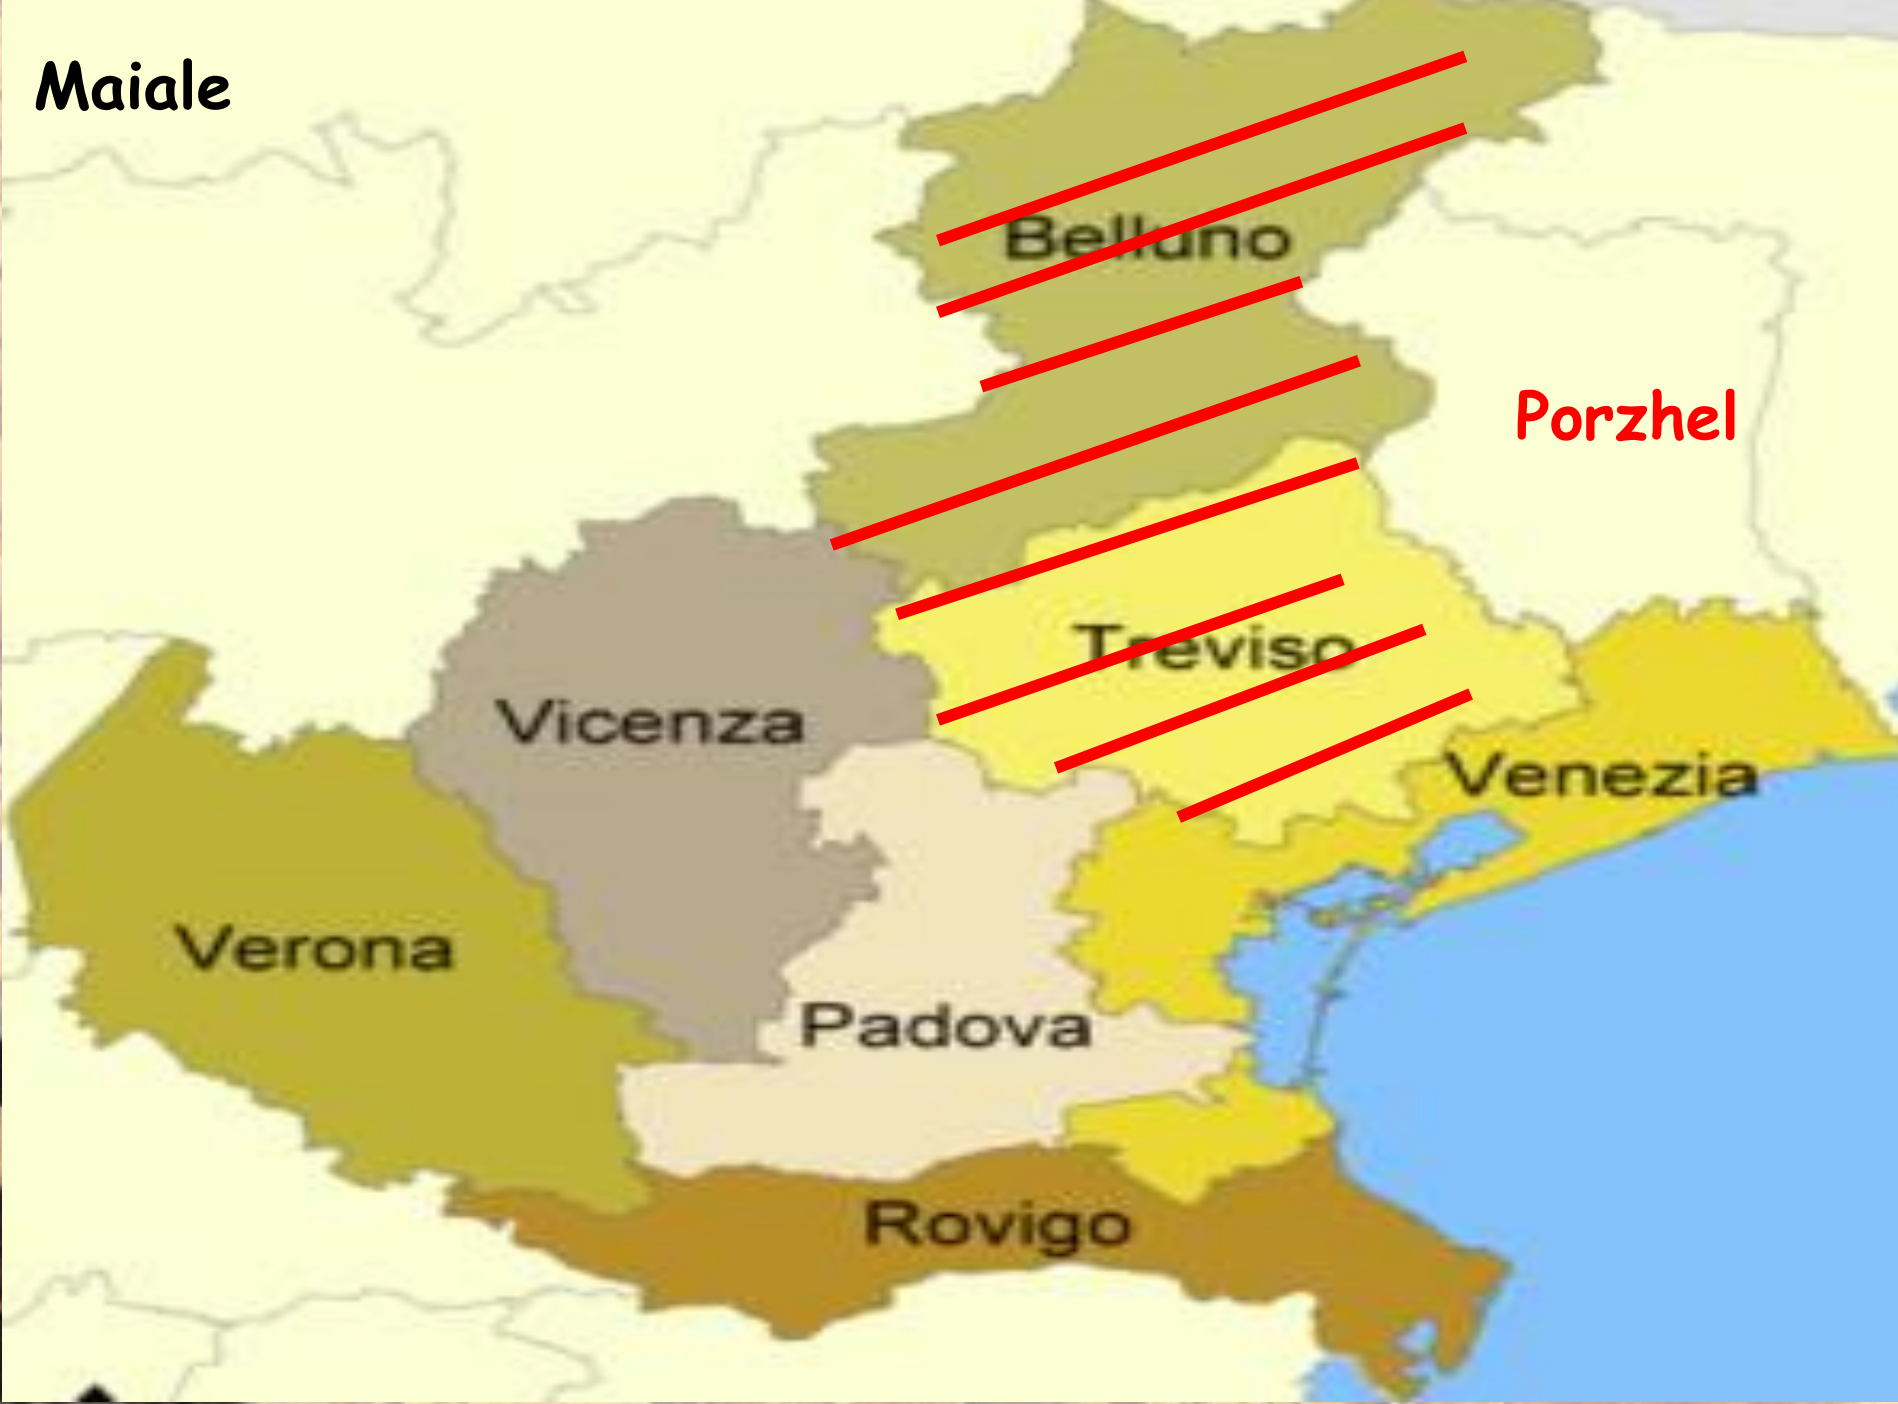 Maiale
Belluno
Porzhel
Treviso
Vicenza
Venezia
Verona
Padova
Rovigo